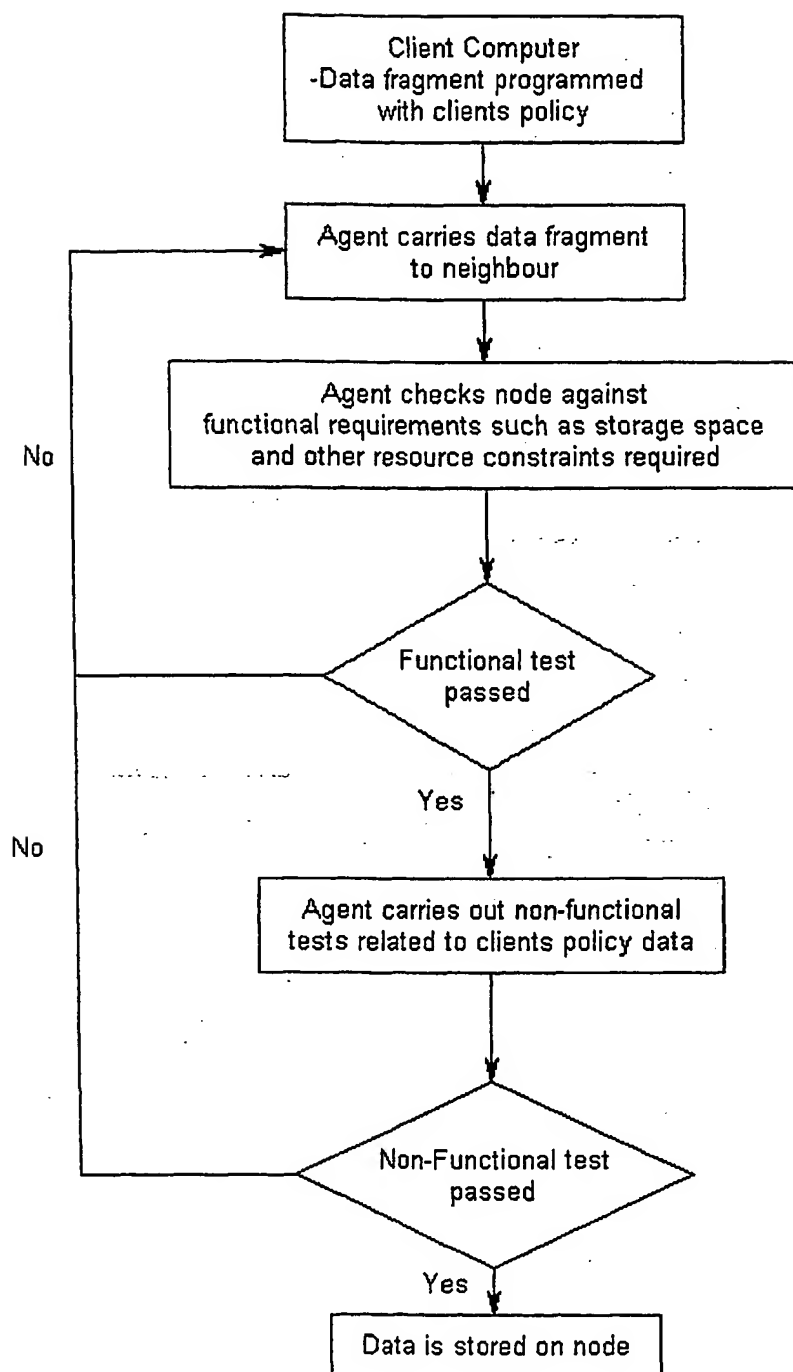 Client Computer
-Data fragment programmed
with clients policy
Agent carries data fragment
to neighbour
Agent checks node against
functional requirements such as storage space
and other resource constraints required
No
Functional test
passed
Yes
No
Agent carries out non-functional
tests related to clients policy data
Non-Functional test
passed
Yes
Data is stored on node